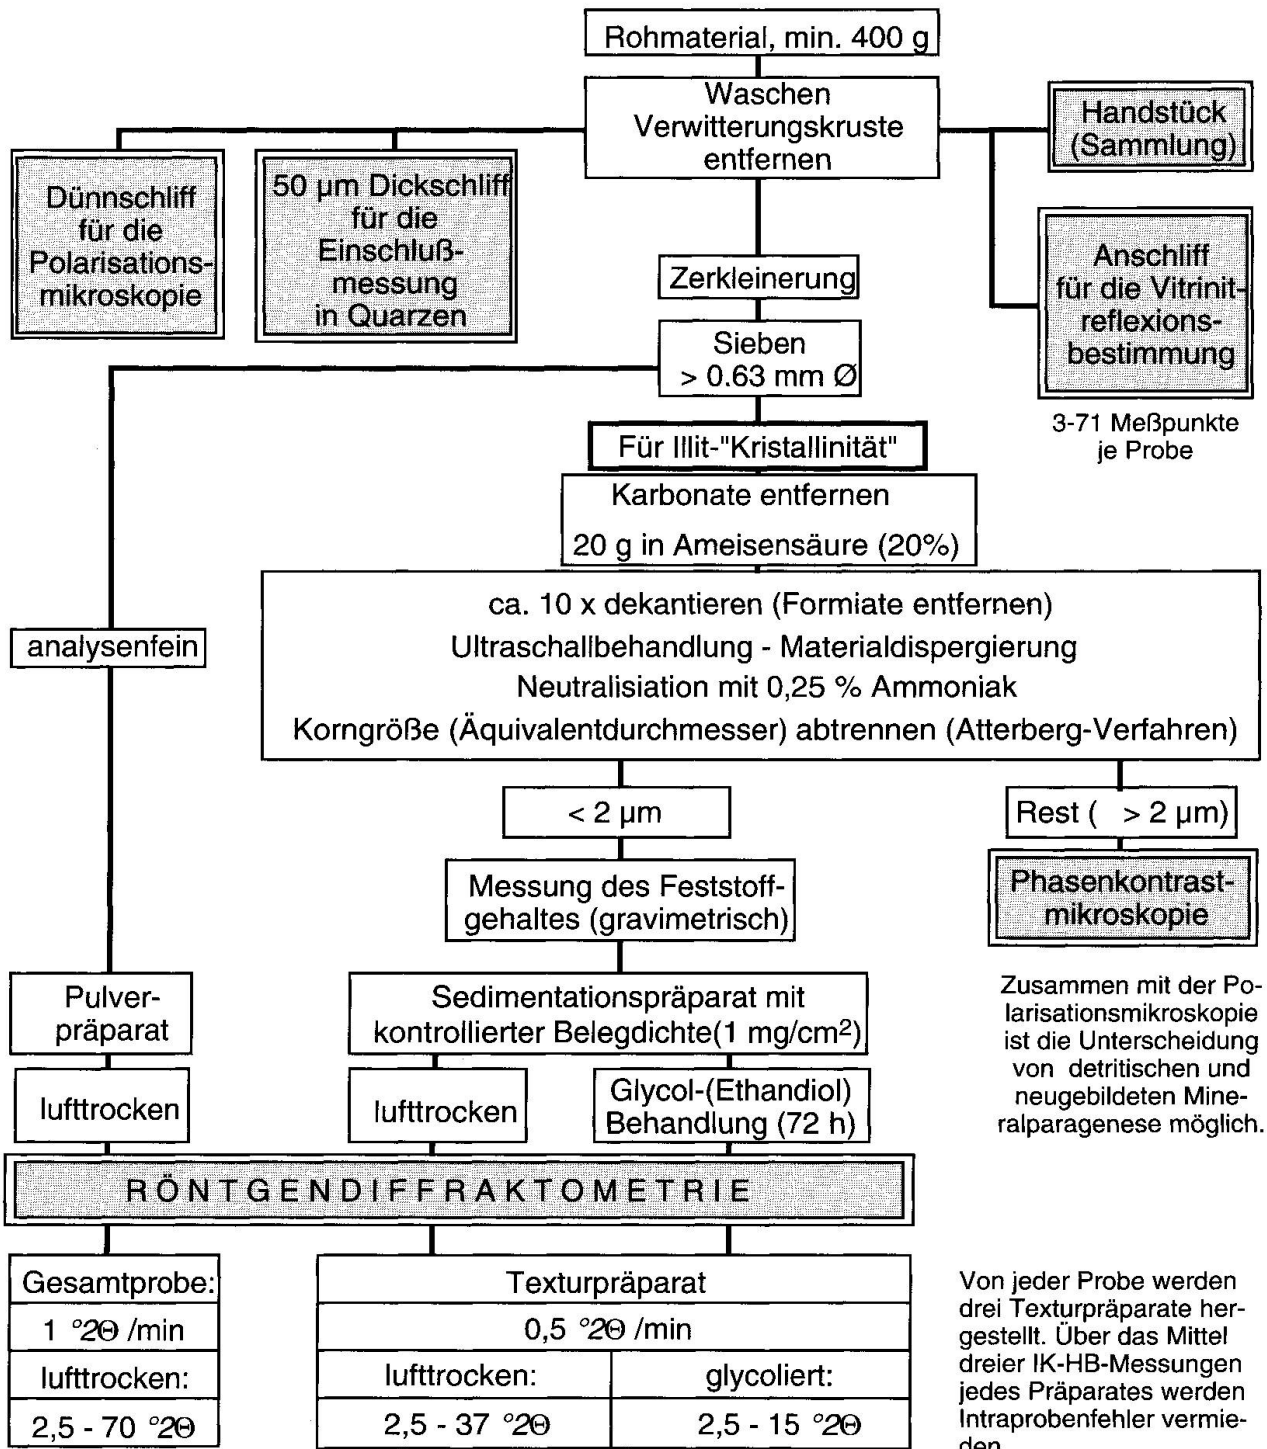 Rohmaterial, min. 400 g
Waschen
Verwitterungskruste
entfernen
Handstück
(Sammlung)
Dünnschliff
für die
Polarisations-
mikroskopie
50 µm Dickschliff
für die
Einschluß-
messung
in Quarzen
Anschliff
für die Vitrinit-
reflexions-
bestimmung
3-71 Meßpunkte
je Probe
Zerkleinerung
Sieben
> 0.63 mm Ø
Für Illit-"Kristallinität"
Karbonate entfernen
20 g in Ameisensäure (20%)
ca. 10 x dekantieren (Formiate entfernen)
Ultraschallbehandlung - Materialdispergierung
Neutralisiation mit 0,25 % Ammoniak
Korngröße (Äquivalentdurchmesser) abtrennen (Atterberg-Verfahren)
analysenfein
< 2 µm
Rest ( > 2 µm)
Messung des Feststoff-
gehaltes (gravimetrisch)
Phasenkontrast-
mikroskopie
Zusammen mit der Po-
larisationsmikroskopie
ist die Unterscheidung
von detritischen und
neugebildeten Mine-
ralparagenese möglich.
Pulver-
präparat
Sedimentationspräparat mit
kontrollierter Belegdichte(1 mg/cm²)
lufttrocken
lufttrocken
Glycol-(Ethandiol)
Behandlung (72 h)
RÖNTGENDIFFRAKTOMETRIE
Gesamtprobe:
1 °2Θ /min
lufttrocken:
2,5 - 70 °2Θ
Texturpräparat
0,5 °2Θ /min
lufttrocken:
glycoliert:
2,5 - 37 °2Θ
2,5 - 15 °2Θ
Von jeder Probe werden
drei Texturpräparate her-
gestellt. Über das Mittel
dreier IK-HB-Messungen
jedes Präparates werden
Intraprobenfehler vermie-
den